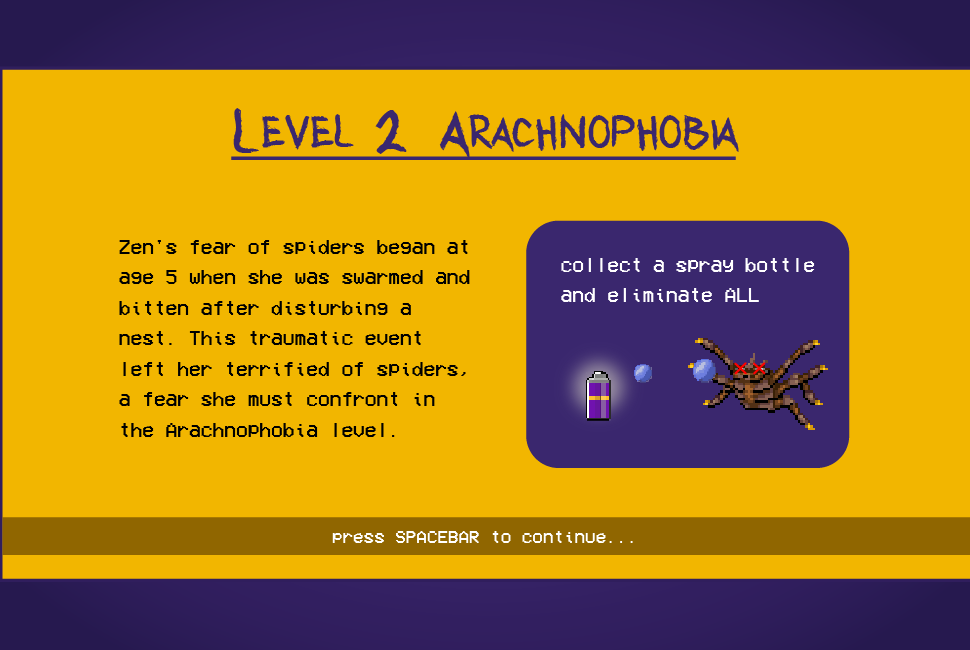 Level 2 Arachnophobia
Zen's fear of spiders began at
age 5 when she was swarmed and
bitten after disturbing a
nest. This traumatic event
left her terrified of spiders,
a fear she must confront in
the Arachnophobia level.
collect a spray bottle
and eliminate ALL
press SPACEBAR to continue...